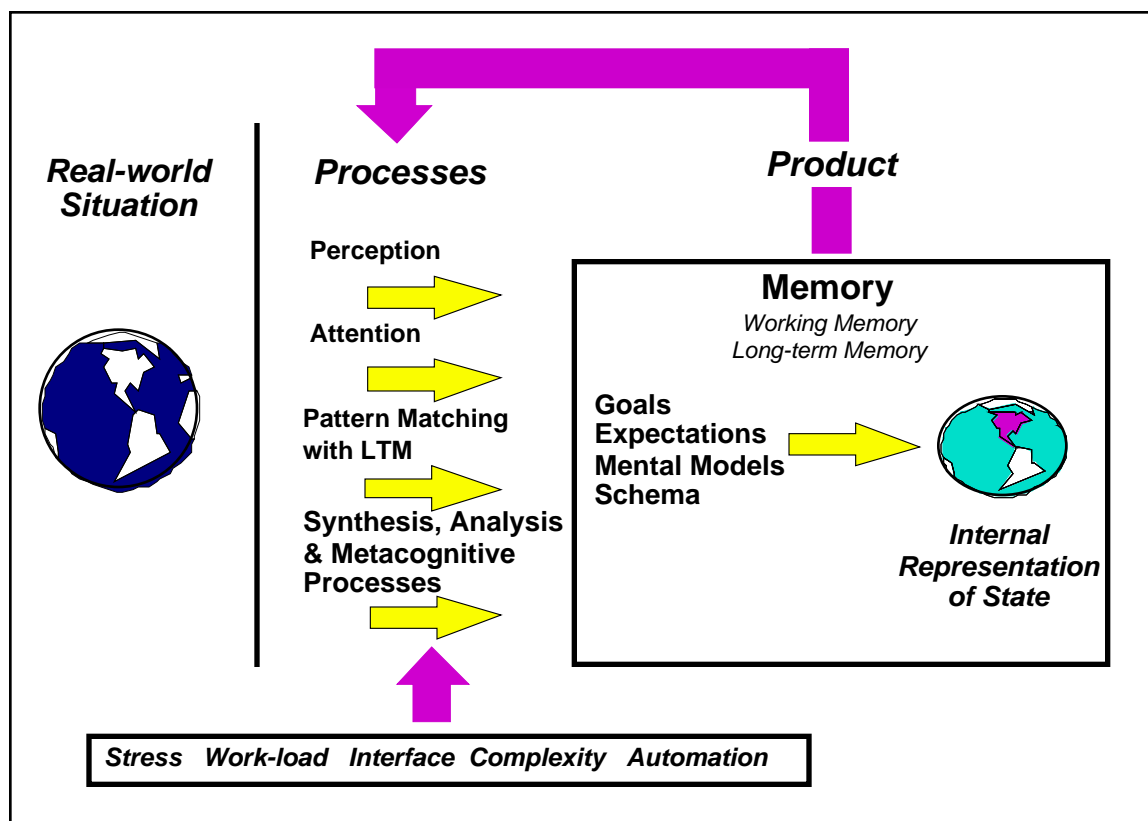 Real-world
Situation
Processes
Product
Perception
Attention
Pattern Matching
with LTM
Synthesis, Analysis
& Metacognitive
Processes
Memory
Working Memory
Long-term Memory
Goals
Expectations
Mental Models
Schema
Internal
Representation
of State
Stress Work-load Interface Complexity Automation